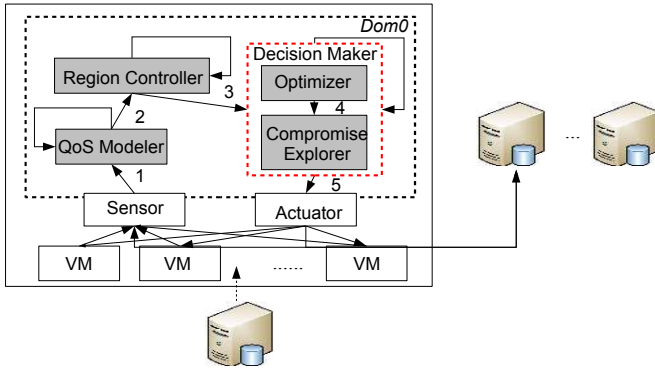 Dom0
Decision Maker
Region Controller
3
Optimizer
4
2
Compromise
Explorer
QoS Modeler
1
5
Sensor
Actuator
VM
VM
......
VM
...